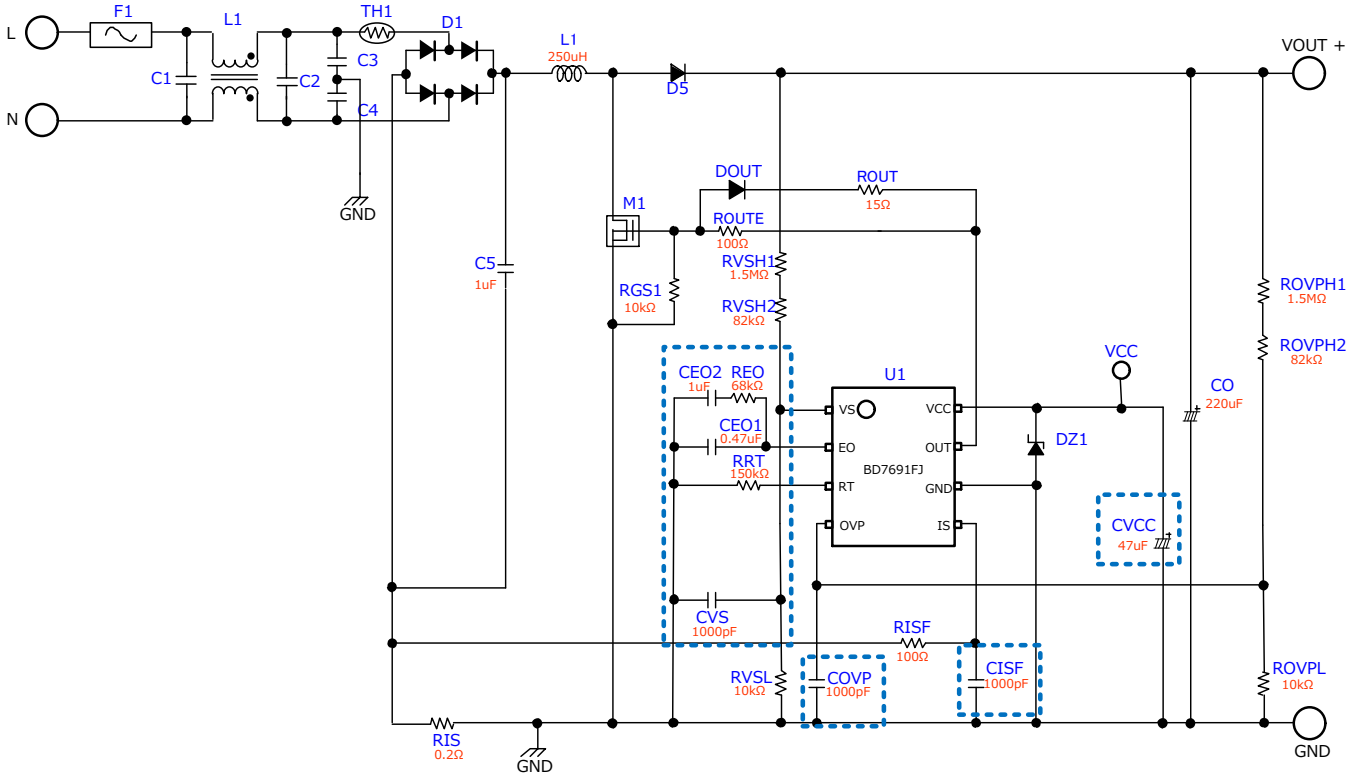 F1
L1
TH1
D1
L
C1
C2
C3
C4
N
GND
L1
250uH
D5
VOUT +
DOUT
ROUT
15Ω
M1
ROUTE
100Ω
C5
1uF
RGS1
10kΩ
RVSH1
1.5MΩ
RVSH2
82kΩ
ROVPH1
1.5MΩ
ROVPH2
82kΩ
VCC
CO
220uF
CEO2
1uF
REO
68kΩ
CEO1
0.47uF
RRT
150kΩ
U1
VS
VCC
EO
OUT
BD7691FJ
RT
GND
OVP
IS
DZ1
CVCC
47uF
CVS
1000pF
RISF
100Ω
RVSL
10kΩ
COVP
1000pF
CISF
1000pF
ROVPL
10kΩ
RIS
0.2Ω
GND
GND